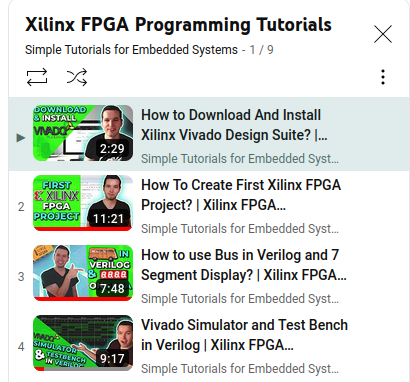 Xilinx FPGA Programming Tutorials
Simple Tutorials for Embedded Systems - 1 / 9
DOWNLOAD
& INSTALL
VIVADO
2:29
How to Download And Install
Xilinx Vivado Design Suite? |...
Simple Tutorials for Embedded Syst...
2
FIRST
XILINX
FPGA
PROJECT
11:21
How To Create First Xilinx FPGA
Project? | Xilinx FPGA...
Simple Tutorials for Embedded Syst...
3
IN
VERILOG
&
7:48
How to use Bus in Verilog and 7
Segment Display? | Xilinx FPGA...
Simple Tutorials for Embedded Syst...
4
SIMULATOR
&
TESTBENCH
IN VERILOG
9:17
Vivado Simulator and Test Bench
in Verilog | Xilinx FPGA...
Simple Tutorials for Embedded Syst...